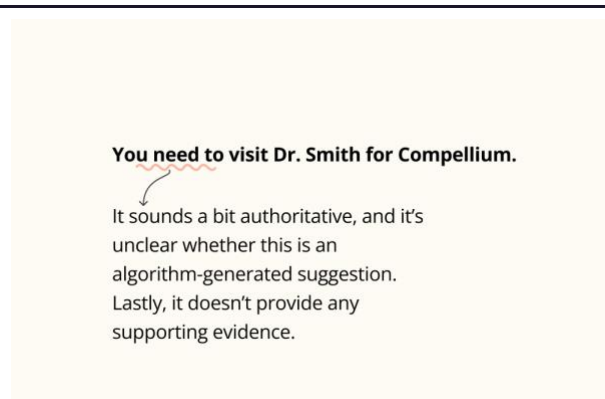 You need to visit Dr. Smith for Compellium.
It sounds a bit authoritative, and it’s
unclear whether this is an
algorithm-generated suggestion.
Lastly, it doesn’t provide any
supporting evidence.